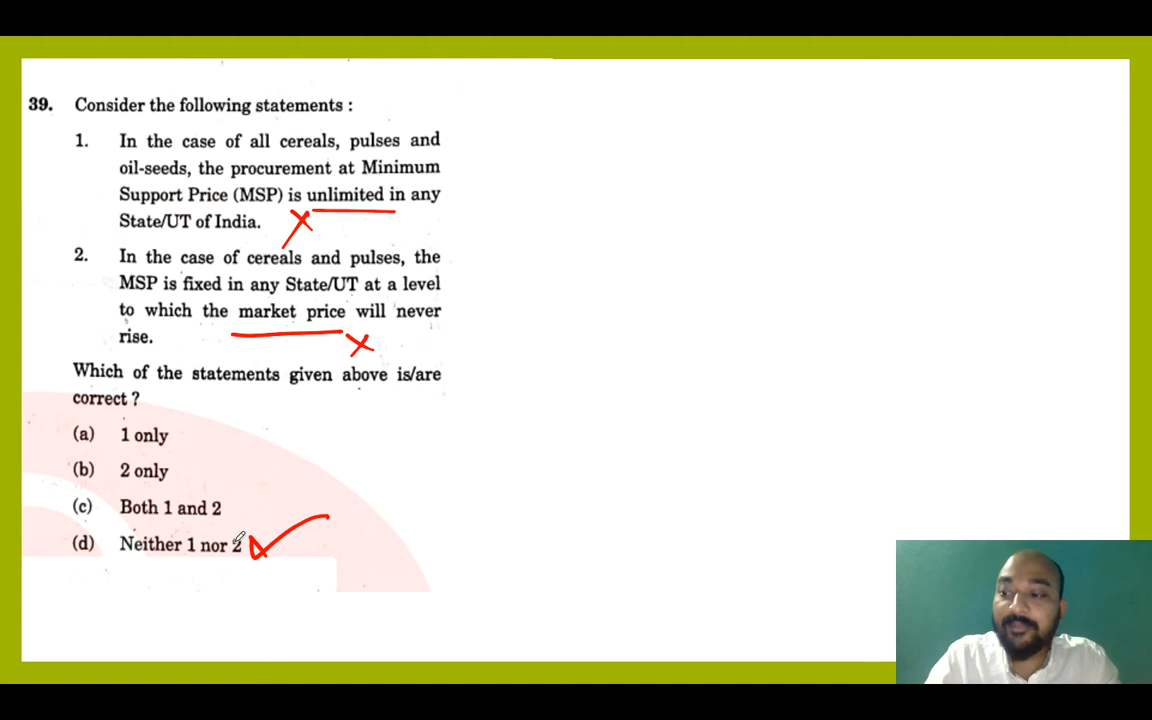 39. Consider the following statements :
1. In the case of all cereals, pulses and
oil-seeds, the procurement at Minimum
Support Price (MSP) is unlimited in any
State/UT of India.
2. In the case of cereals and pulses, the
MSP is fixed in any State/UT at a level
to which the market price will never
rise.
Which of the statements given above is/are
correct ?
(a) 1 only
(b) 2 only
(c) Both 1 and 2
(d) Neither 1 nor 2